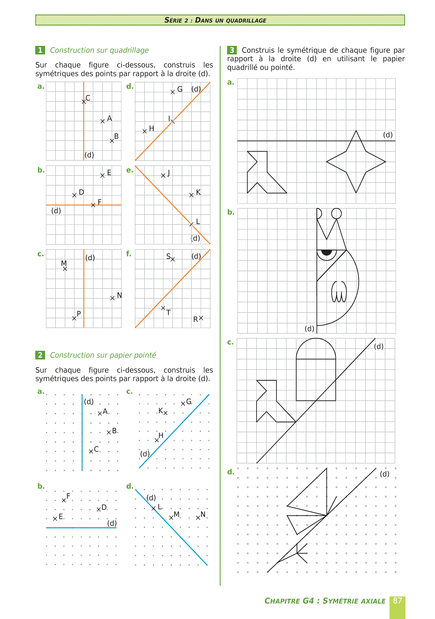 SÉRIE 2 : DANS UN QUADRILLAGE
1 Construction sur quadrillage
Sur chaque figure ci-dessous, construis les
symétriques des points par rapport à la droite (d).
a.
C
A
B
(d)
d.
G
(d)
I
H
b.
E
D
F
(d)
e.
J
K
L
(d)
c.
(d)
M
N
P
f.
S
(d)
T
R
2 Construction sur papier pointé
Sur chaque figure ci-dessous, construis les
symétriques des points par rapport à la droite (d).
a.
(d)
A
B
C
c.
G
K
H
(d)
b.
F
D
E
(d)
d.
(d)
L
M
N
3 Construis le symétrique de chaque figure par
rapport à la droite (d) en utilisant le papier
quadrillé ou pointé.
a.
(d)
b.
(d)
c.
(d)
d.
(d)
CHAPITRE G4 : SYMÉTRIE AXIALE 87